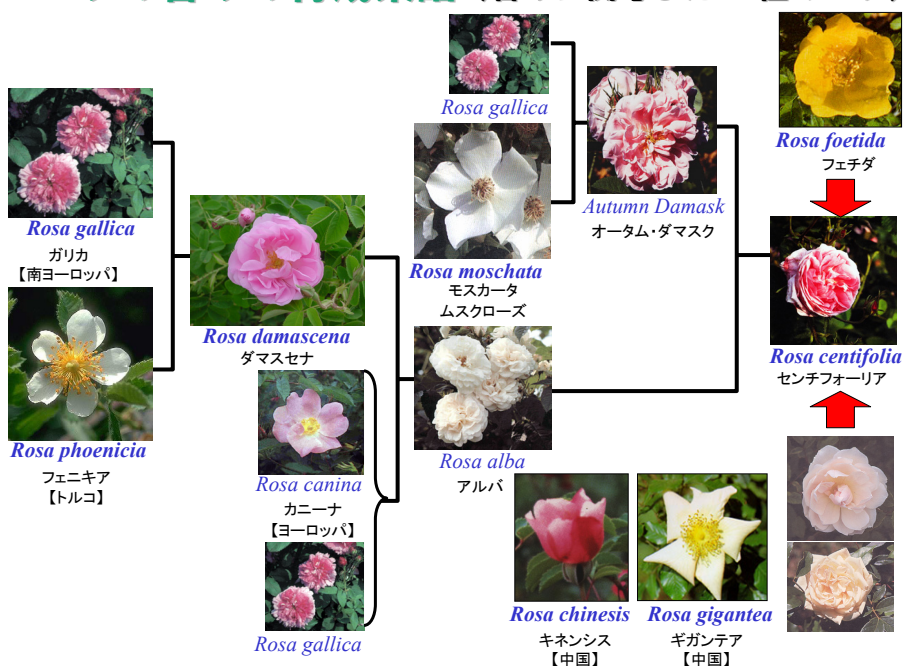 Rosa gallica
Rosa foetida
フェチダ
Rosa gallica
ガリカ
【南ヨーロッパ】
Autumn Damask
オータム・ダマスク
Rosa moschata
モスカータ
ムスクローズ
Rosa damascena
ダマスセナ
Rosa centifolia
センチフォーリア
Rosa phoenicia
フェニキア
【トルコ】
Rosa canina
カニーナ
【ヨーロッパ】
Rosa alba
アルバ
Rosa gallica
Rosa chinesis
キネンシス
【中国】
Rosa gigantea
ギガンテア
【中国】